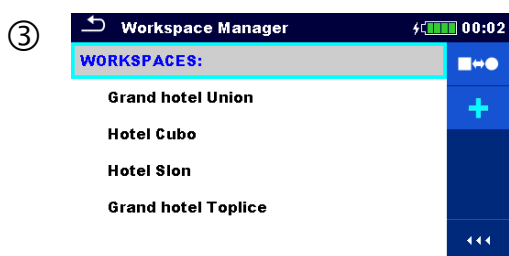 ③
Workspace Manager 00:02
WORKSPACES:
Grand hotel Union
Hotel Cubo
Hotel Slon
Grand hotel Toplice